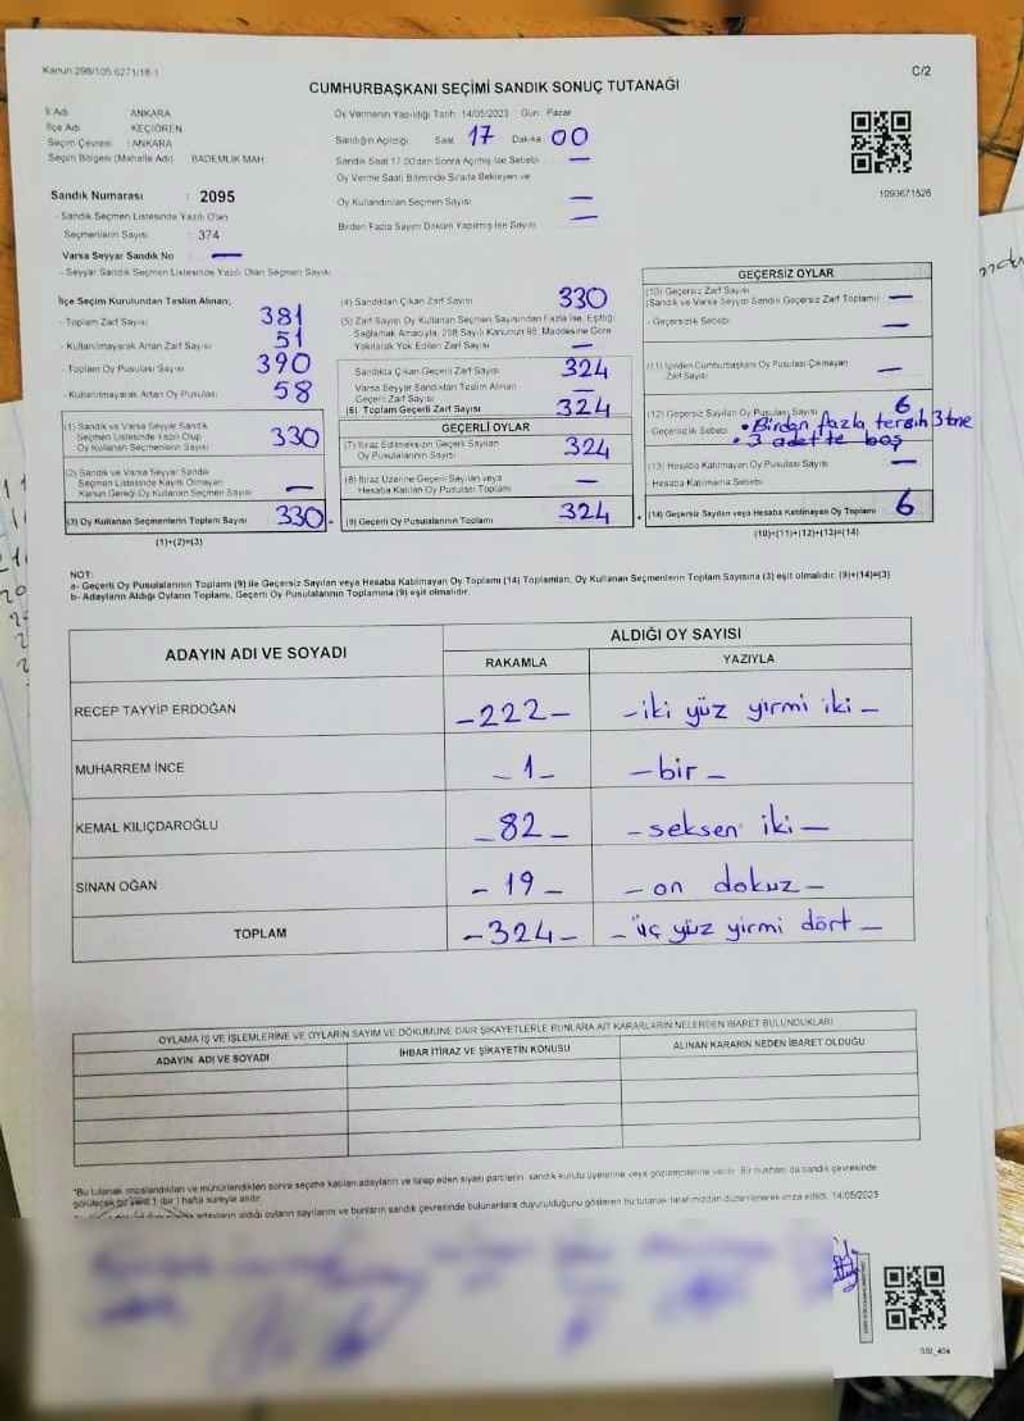 Kanun 298/105 6271/18-1
C/2
CUMHURBAŞKANI SEÇİMİ SANDIK SONUÇ TUTANAĞI
İl Adı ANKARA
İlçe Adı KEÇİÖREN
Seçim Çevresi : ANKARA
Seçim Bölgesi (Mahalle Adı) BADEMLİK MAH.
Sandık Numarası : 2095
- Sandık Seçmen Listesinde Yazılı Olan
Seçmenlerin Sayısı 374
Varsa Seyyar Sandık No —
- Seyyar Sandık Seçmen Listesinde Yazılı Olan Seçmen Sayısı
Oy Vermenin Yapıldığı Tarih: 14/05/2023 Gün: Pazar
Sandığın Açılışı Saat 17 Dakika 00
Sandık Saat 17.00'den Sonra Açılmış İse Sebebi —
Oy Verme Saati Bitiminde Sırada Bekleyen ve
Oy Kullandırılan Seçmen Sayısı —
Birden Fazla Sayım Döküm Yapılmış İse Sayısı —
1093671526
İlçe Seçim Kurulundan Teslim Alınan;
- Toplam Zarf Sayısı 381
- Kullanılmayarak Artan Zarf Sayısı 51
- Toplam Oy Pusulası Sayısı 390
- Kullanılmayarak Artan Oy Pusulası 58
(1) Sandık ve Varsa Seyyar Sandık
Seçmen Listesinde Yazılı Olup
Oy Kullanan Seçmenlerin Sayısı 330
(2) Sandık ve Varsa Seyyar Sandık
Seçmen Listesinde Kaydı Olmayan
Kanun Gereği Oy Kullanan Seçmen Sayısı —
(3) Oy Kullanan Seçmenlerin Toplam Sayısı 330
(1)+(2)=(3)
(4) Sandıktan Çıkan Zarf Sayısı 330
(5) Zarf Sayısı Oy Kullanan Seçmen Sayısından Fazla İse, Eşitliği
Sağlamak Amacıyla, 298 Sayılı Kanunun 98. Maddesine Göre
Yakılarak Yok Edilen Zarf Sayısı —
Sandıkta Çıkan Geçerli Zarf Sayısı 324
Varsa Seyyar Sandıktan Teslim Alınan
Geçerli Zarf Sayısı —
(6) Toplam Geçerli Zarf Sayısı 324
GEÇERLİ OYLAR
(7) İtiraz Edilmeksizin Geçerli Sayılan
Oy Pusulalarının Sayısı 324
(8) İtiraz Üzerine Geçerli Sayılan veya
Hesaba Katılan Oy Pusulası Toplamı —
(9) Geçerli Oy Pusulalarının Toplamı 324
GEÇERSİZ OYLAR
(10) Geçersiz Zarf Sayısı
(Sandık ve Varsa Seyyar Sandık Geçersiz Zarf Toplamı) —
- Geçersizlik Sebebi —
(11) İçinden Cumhurbaşkanı Oy Pusulası Çıkmayan
Zarf Sayısı —
(12) Geçersiz Sayılan Oy Pusulası Sayısı 6
Geçersizlik Sebebi • Birden fazla tercih 3 tne
• 3 adet te boş
(13) Hesaba Katılmayan Oy Pusulası Sayısı —
Hesaba Katılmama Sebebi
(14) Geçersiz Sayılan veya Hesaba Katılmayan Oy Toplamı 6
(10)+(11)+(12)+(13)=(14)
NOT:
a- Geçerli Oy Pusulalarının Toplamı (9) ile Geçersiz Sayılan veya Hesaba Katılmayan Oy Toplamı (14) Toplamları, Oy Kullanan Seçmenlerin Toplam Sayısına (3) eşit olmalıdır. (9)+(14)=(3)
b- Adayların Aldığı Oyların Toplamı, Geçerli Oy Pusulalarının Toplamına (9) eşit olmalıdır.
ADAYIN ADI VE SOYADI
ALDIĞI OY SAYISI
RAKAMLA
YAZIYLA
RECEP TAYYİP ERDOĞAN -222- -iki yüz yirmi iki-
MUHARREM İNCE -1- -bir-
KEMAL KILIÇDAROĞLU -82- -seksen iki-
SİNAN OĞAN -19- -on dokuz-
TOPLAM -324- -üç yüz yirmi dört-
OYLAMA İŞ VE İŞLEMLERİNE VE OYLARIN SAYIM VE DÖKÜMÜNE DAİR ŞİKAYETLERLE BUNLARA AİT KARARLARIN NELERDEN İBARET BULUNDUKLARI
ADAYIN ADI VE SOYADI
İHBAR İTİRAZ VE ŞİKAYETİN KONUSU
ALINAN KARARIN NEDEN İBARET OLDUĞU
*Bu tutanak imzalandıktan ve mühürlendikten sonra seçime katılan adayların ve talep eden siyasi partilerin sandık kurulu üyelerine veya gözlemcilerine verilir. Bir nüshası da sandık çevresinde
görülecek bir yere 1 (bir) hafta süreyle asılır.
adayların aldığı oyların sayılarını ve bunların sandık çevresinde bulunanlara duyurulduğunu gösteren bu tutanak tarafımızdan düzenlenerek imza edildi. 14/05/2023